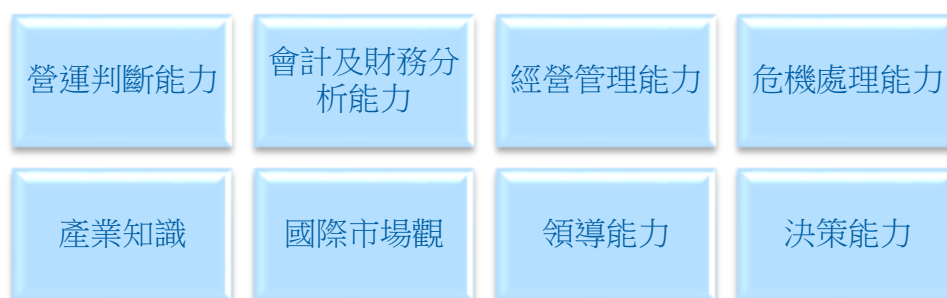 營運判斷能力
會計及財務分
析能力
經營管理能力
危機處理能力
產業知識
國際市場觀
領導能力
決策能力